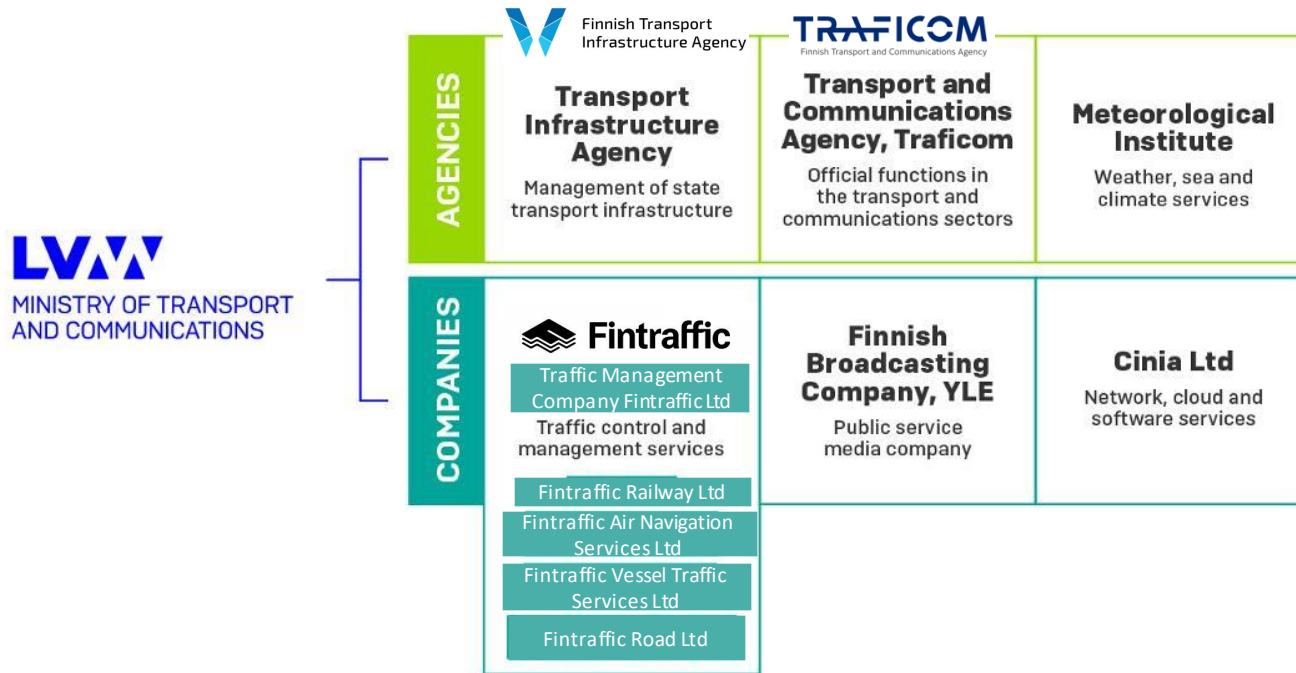 Finnish Transport
Infrastructure Agency
TRAFICOM
Finnish Transport and Communications Agency
AGENCIES
Transport
Infrastructure
Agency
Management of state
transport infrastructure
Transport and
Communications
Agency, Traficom
Official functions in
the transport and
communications sectors
Meteorological
Institute
Weather, sea and
climate services
LVM
MINISTRY OF TRANSPORT
AND COMMUNICATIONS
COMPANIES
Fintraffic
Traffic Management
Company Fintraffic Ltd
Traffic control and
management services
Fintraffic Railway Ltd
Fintraffic Air Navigation
Services Ltd
Fintraffic Vessel Traffic
Services Ltd
Fintraffic Road Ltd
Finnish
Broadcasting
Company, YLE
Public service
media company
Cinia Ltd
Network, cloud and
software services